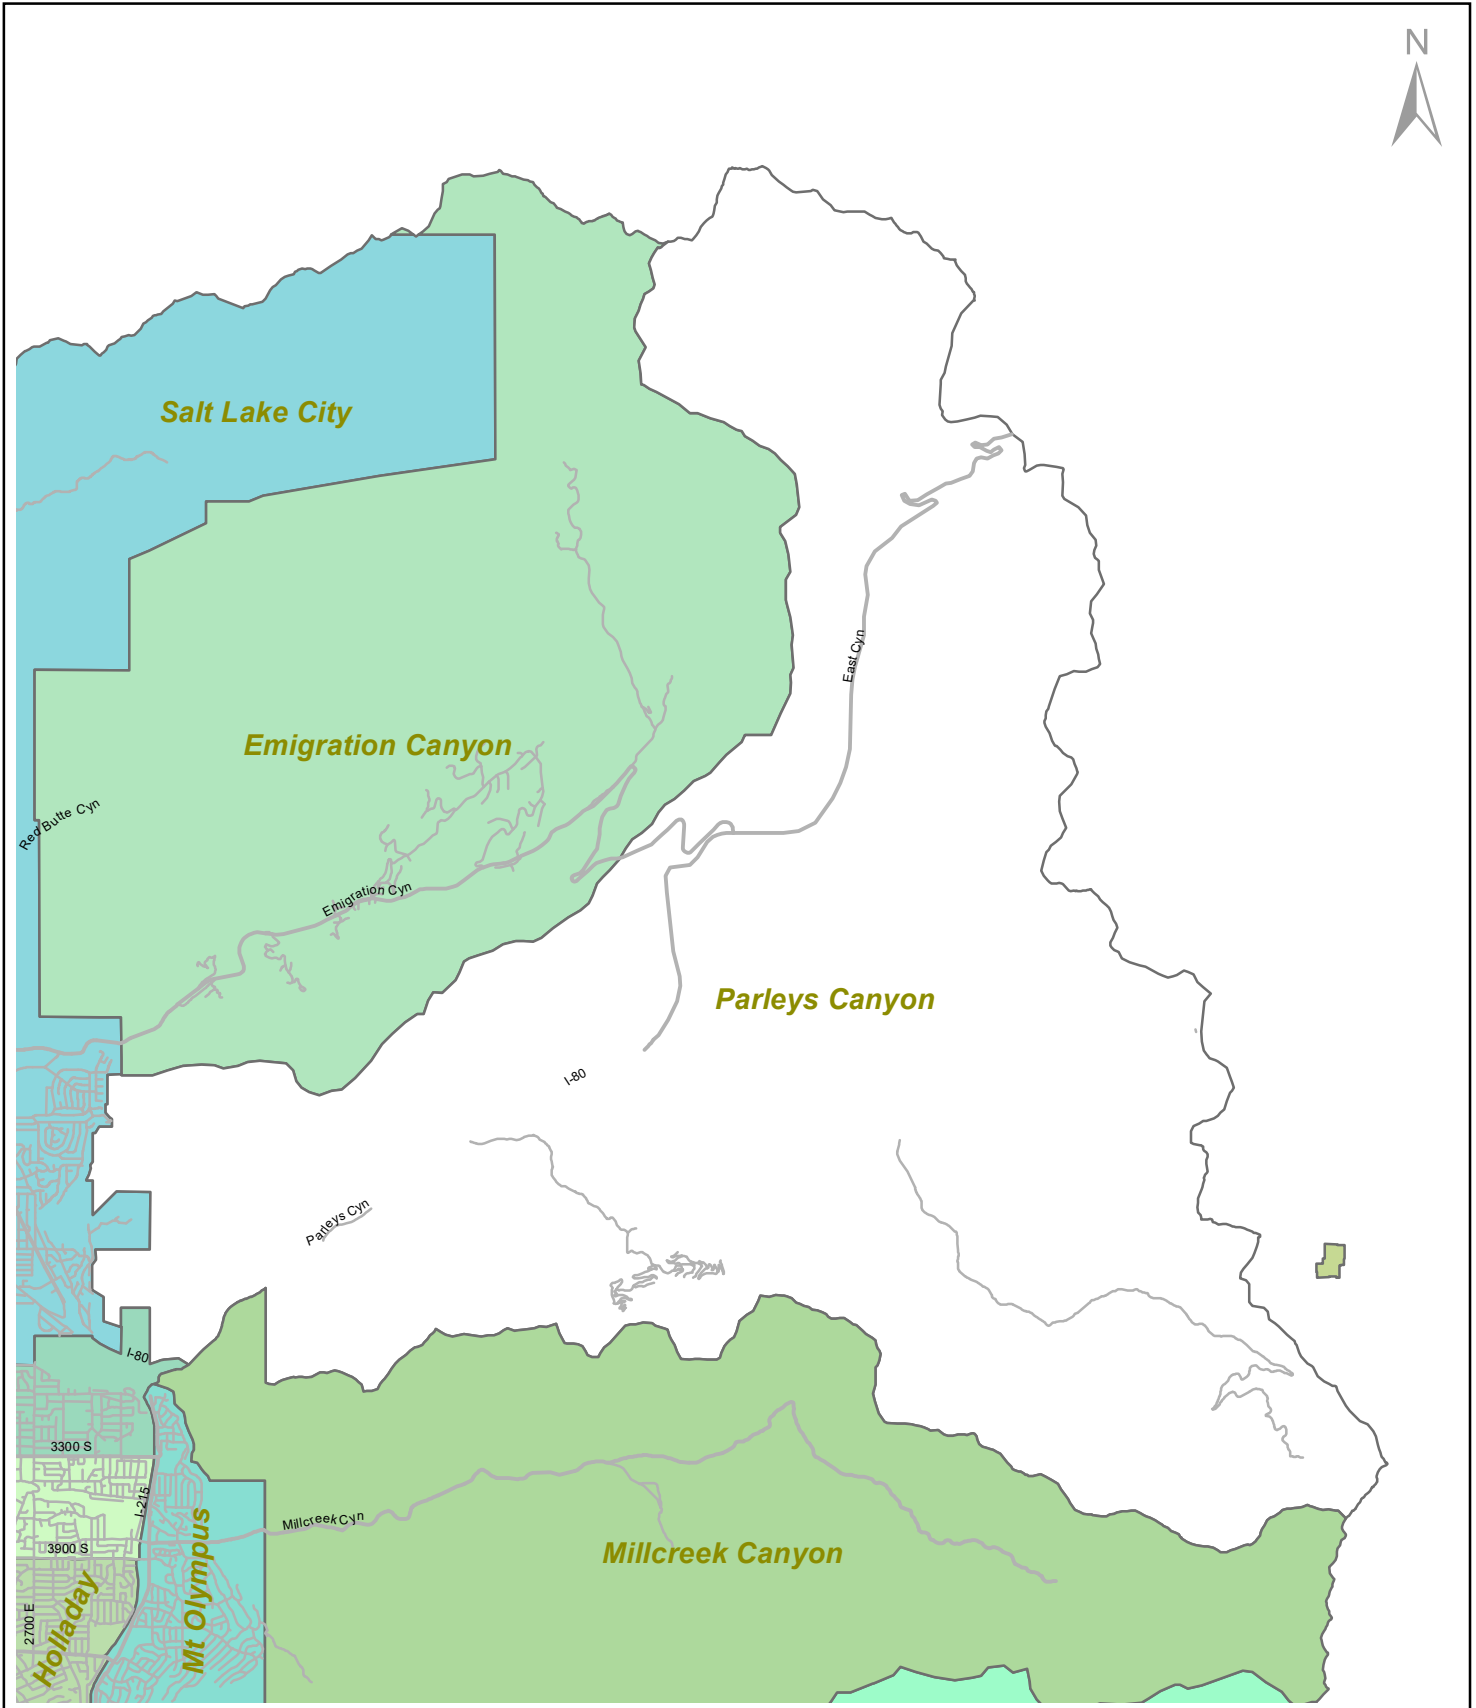 N
Salt Lake City
East Cyn
Emigration Canyon
Red Butte Cyn
Emigration Cyn
Parleys Canyon
I-80
Parleys Cyn
I-80
3300 S
I-215
Millcreek Cyn
3900 S
Millcreek Canyon
Mt Olympus
Holladay
2700 E